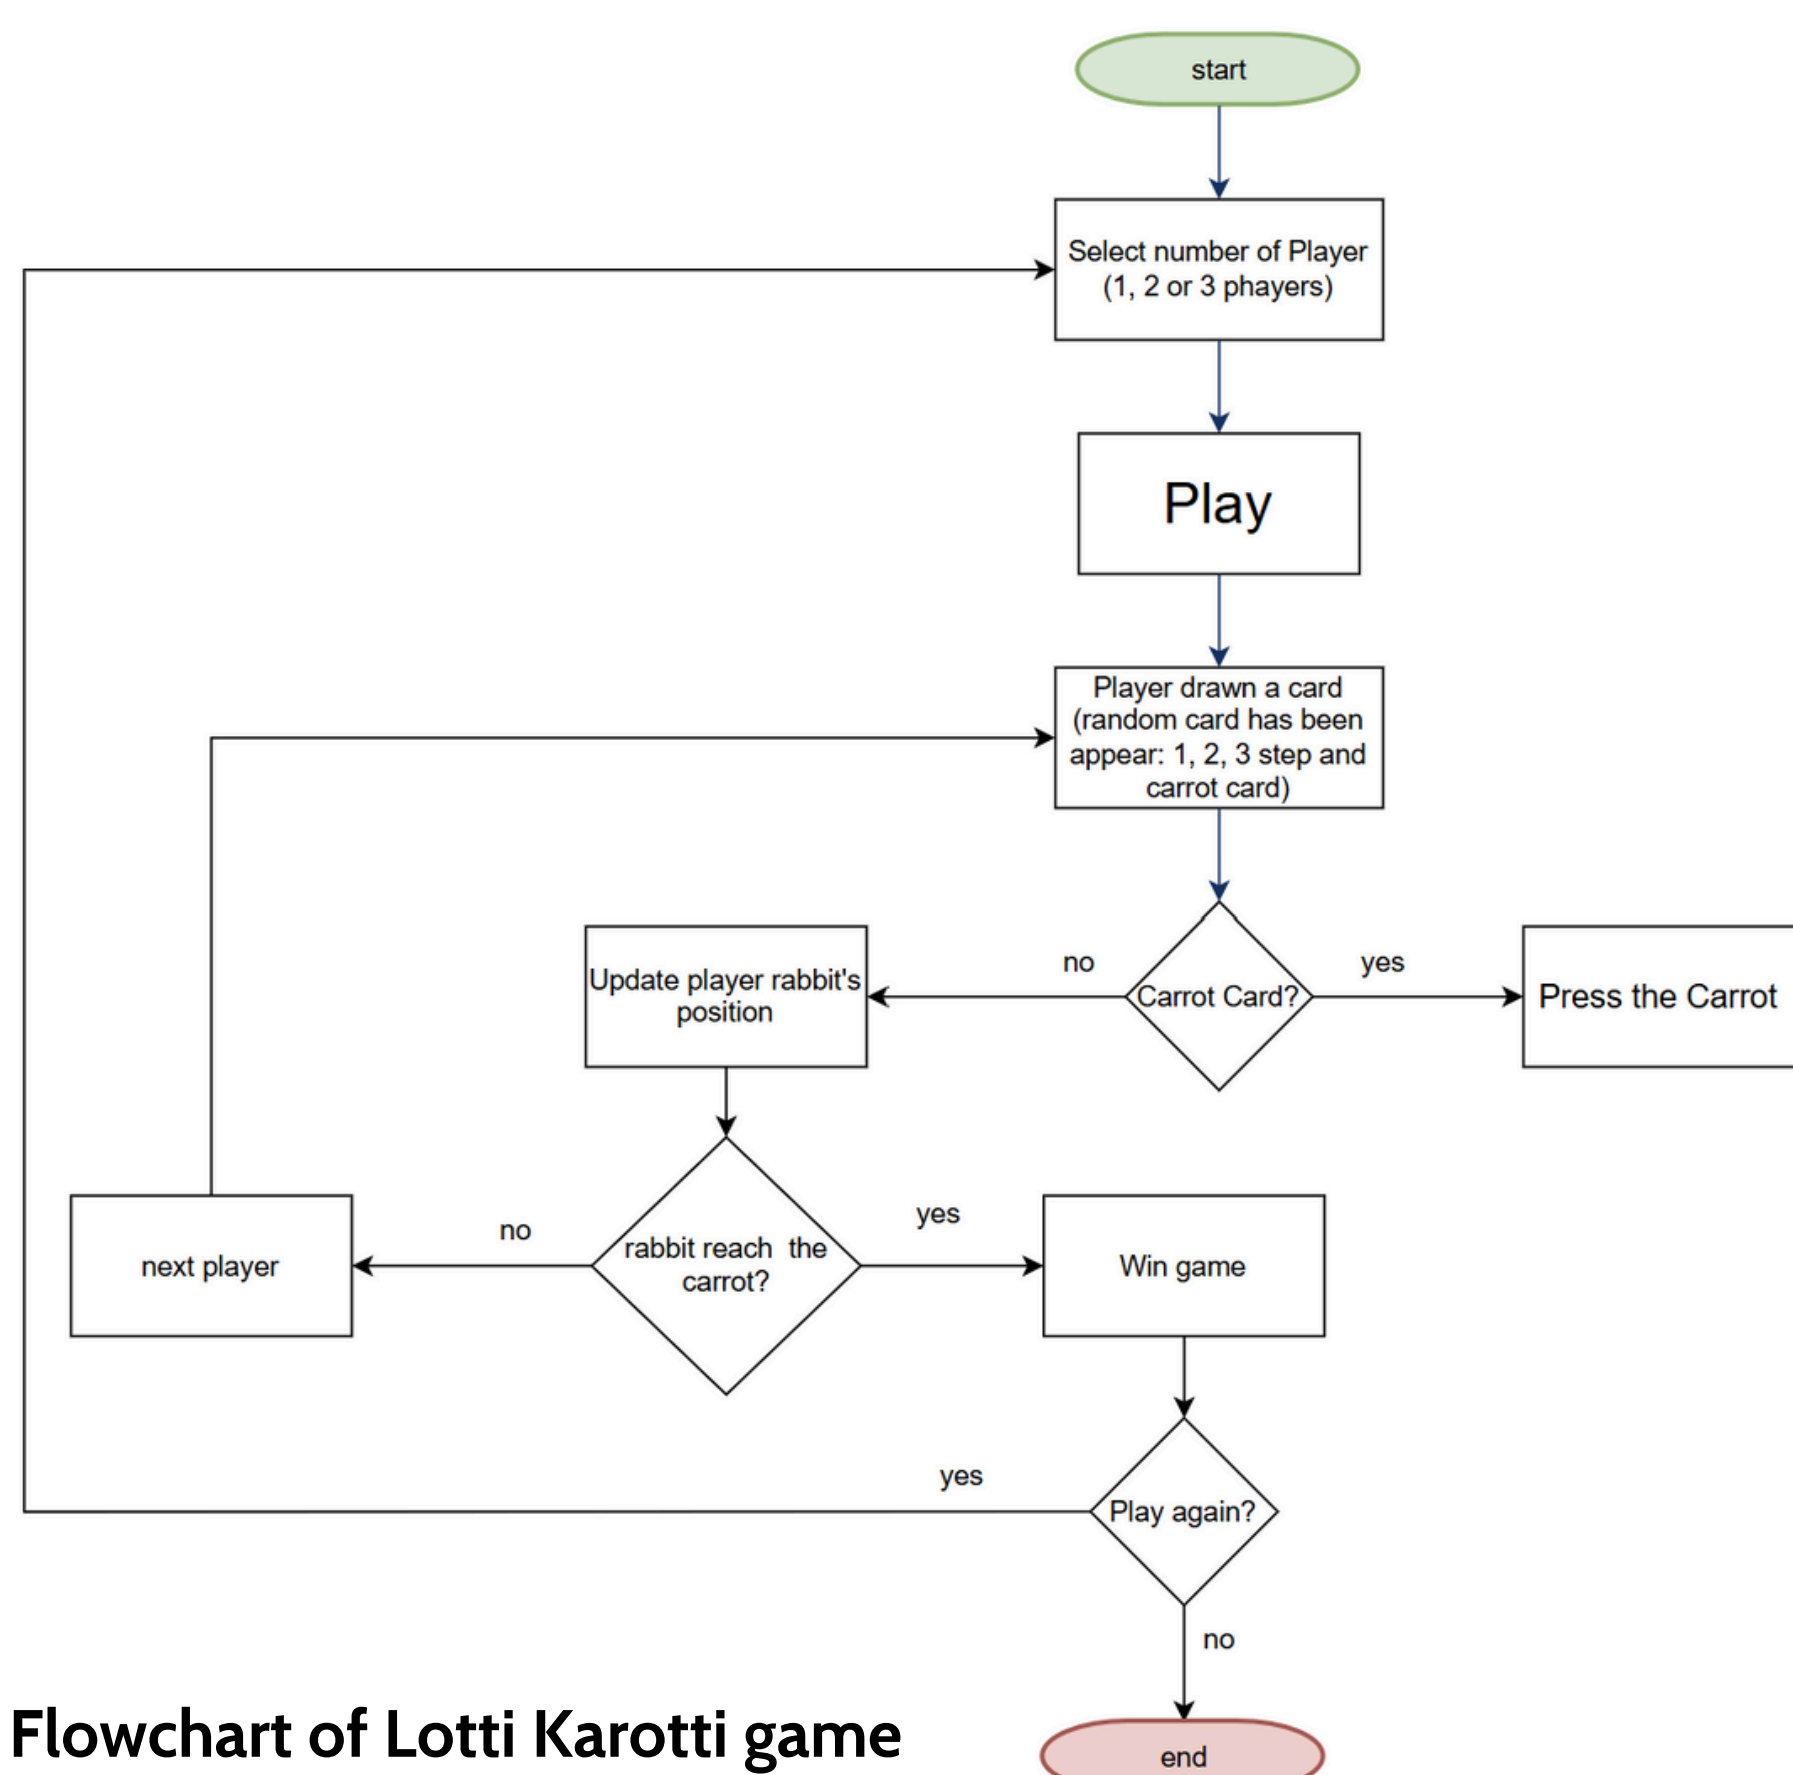 start
Select number of Player
(1, 2 or 3 phayers)
Play
Player drawn a card
(random card has been
appear: 1, 2, 3 step and
carrot card)
no
yes
Update player rabbit's
position
Carrot Card?
Press the Carrot
no
yes
next player
rabbit reach  the
carrot?
Win game
yes
Play again?
no
Flowchart of Lotti Karotti game
end